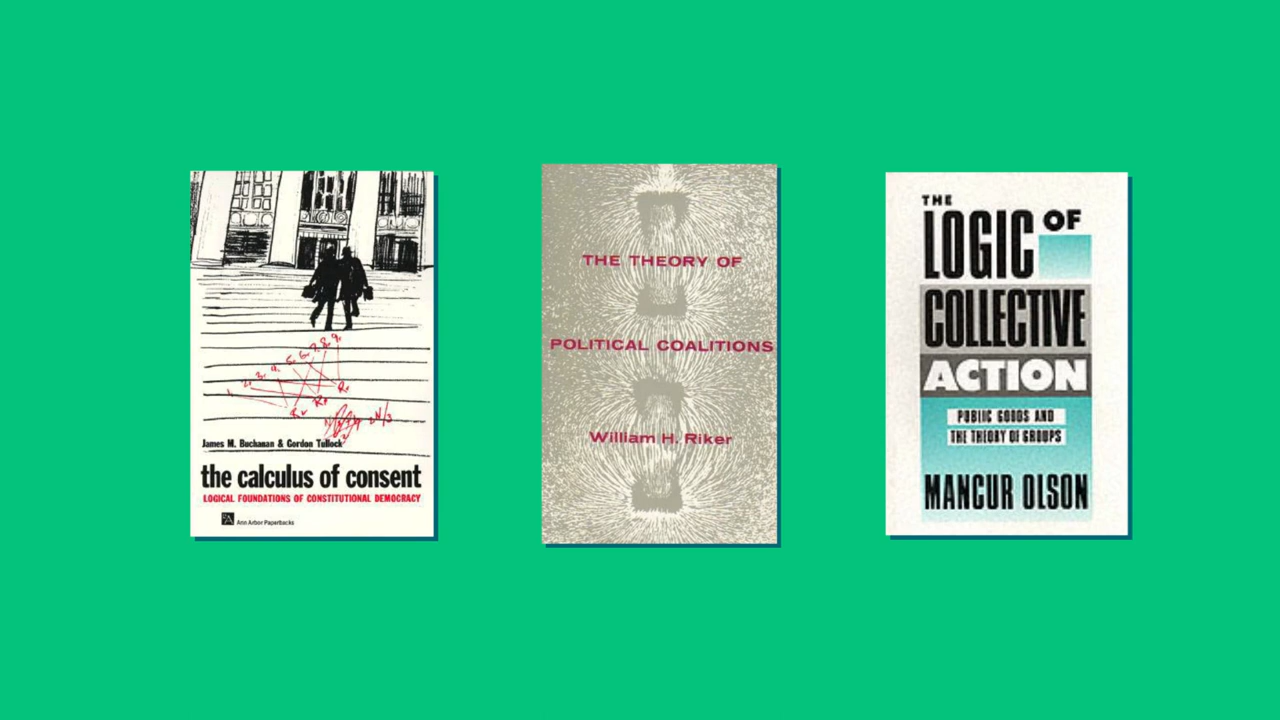 James M. Buchanan & Gordon Tullock
the calculus of consent
LOGICAL FOUNDATIONS OF CONSTITUTIONAL DEMOCRACY
Ann Arbor Paperbacks
THE THEORY OF
POLITICAL COALITIONS
William H. Riker
THE
LOGIC OF
COLLECTIVE
ACTION
PUBLIC GOODS AND
THE THEORY OF GROUPS
MANCUR OLSON